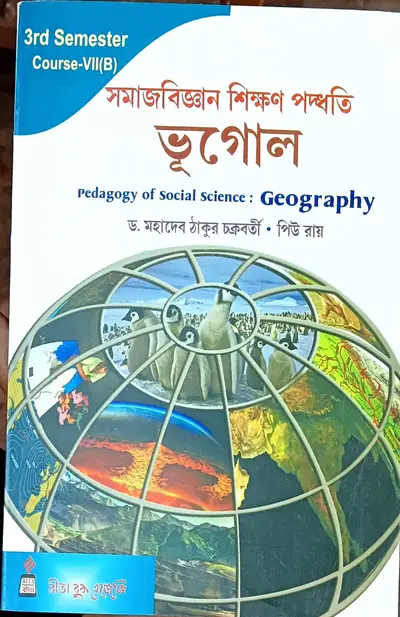 3rd Semester
Course-VII(B)
সমাজবিজ্ঞান শিক্ষণ পদ্ধতি
ভূগোল
Pedagogy of Social Science : Geography
ড. মহাদেব ঠাকুর চক্রবর্তী • পিউ রায়
রীতা বুক এজেন্সি